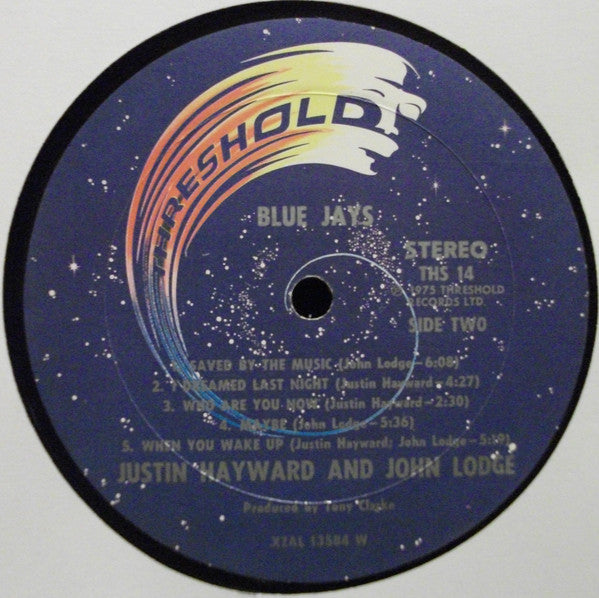 THRESHOLD
BLUE JAYS
STEREO
THS 14
℗ 1975 THRESHOLD
RECORDS LTD.
SIDE TWO
1. SAVED BY THE MUSIC (John Lodge—6:08)
2. I DREAMED LAST NIGHT (Justin Hayward—4:27)
3. WHO ARE YOU NOW (Justin Hayward—2:30)
4. MAYBE (John Lodge—5:36)
5. WHEN YOU WAKE UP (Justin Hayward; John Lodge—5:19)
JUSTIN HAYWARD AND JOHN LODGE
Produced by Tony Clarke
XZAL 13584 W